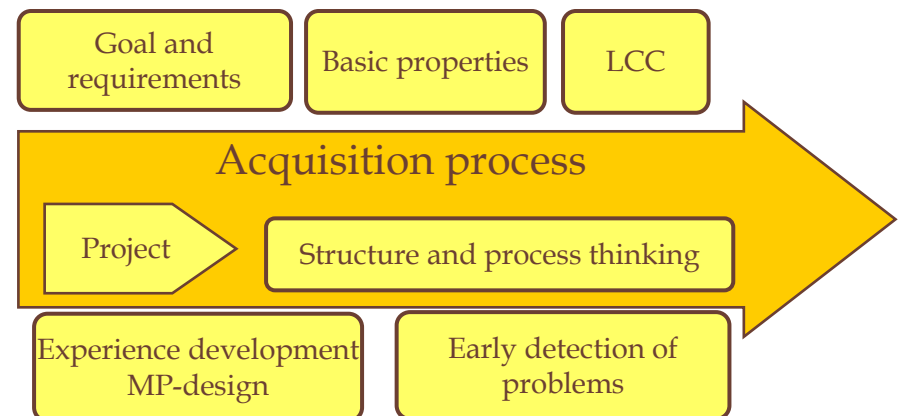 Goal and
requirements
Basic properties
LCC
Acquisition process
Project
Structure and process thinking
Experience development
MP-design
Early detection of
problems